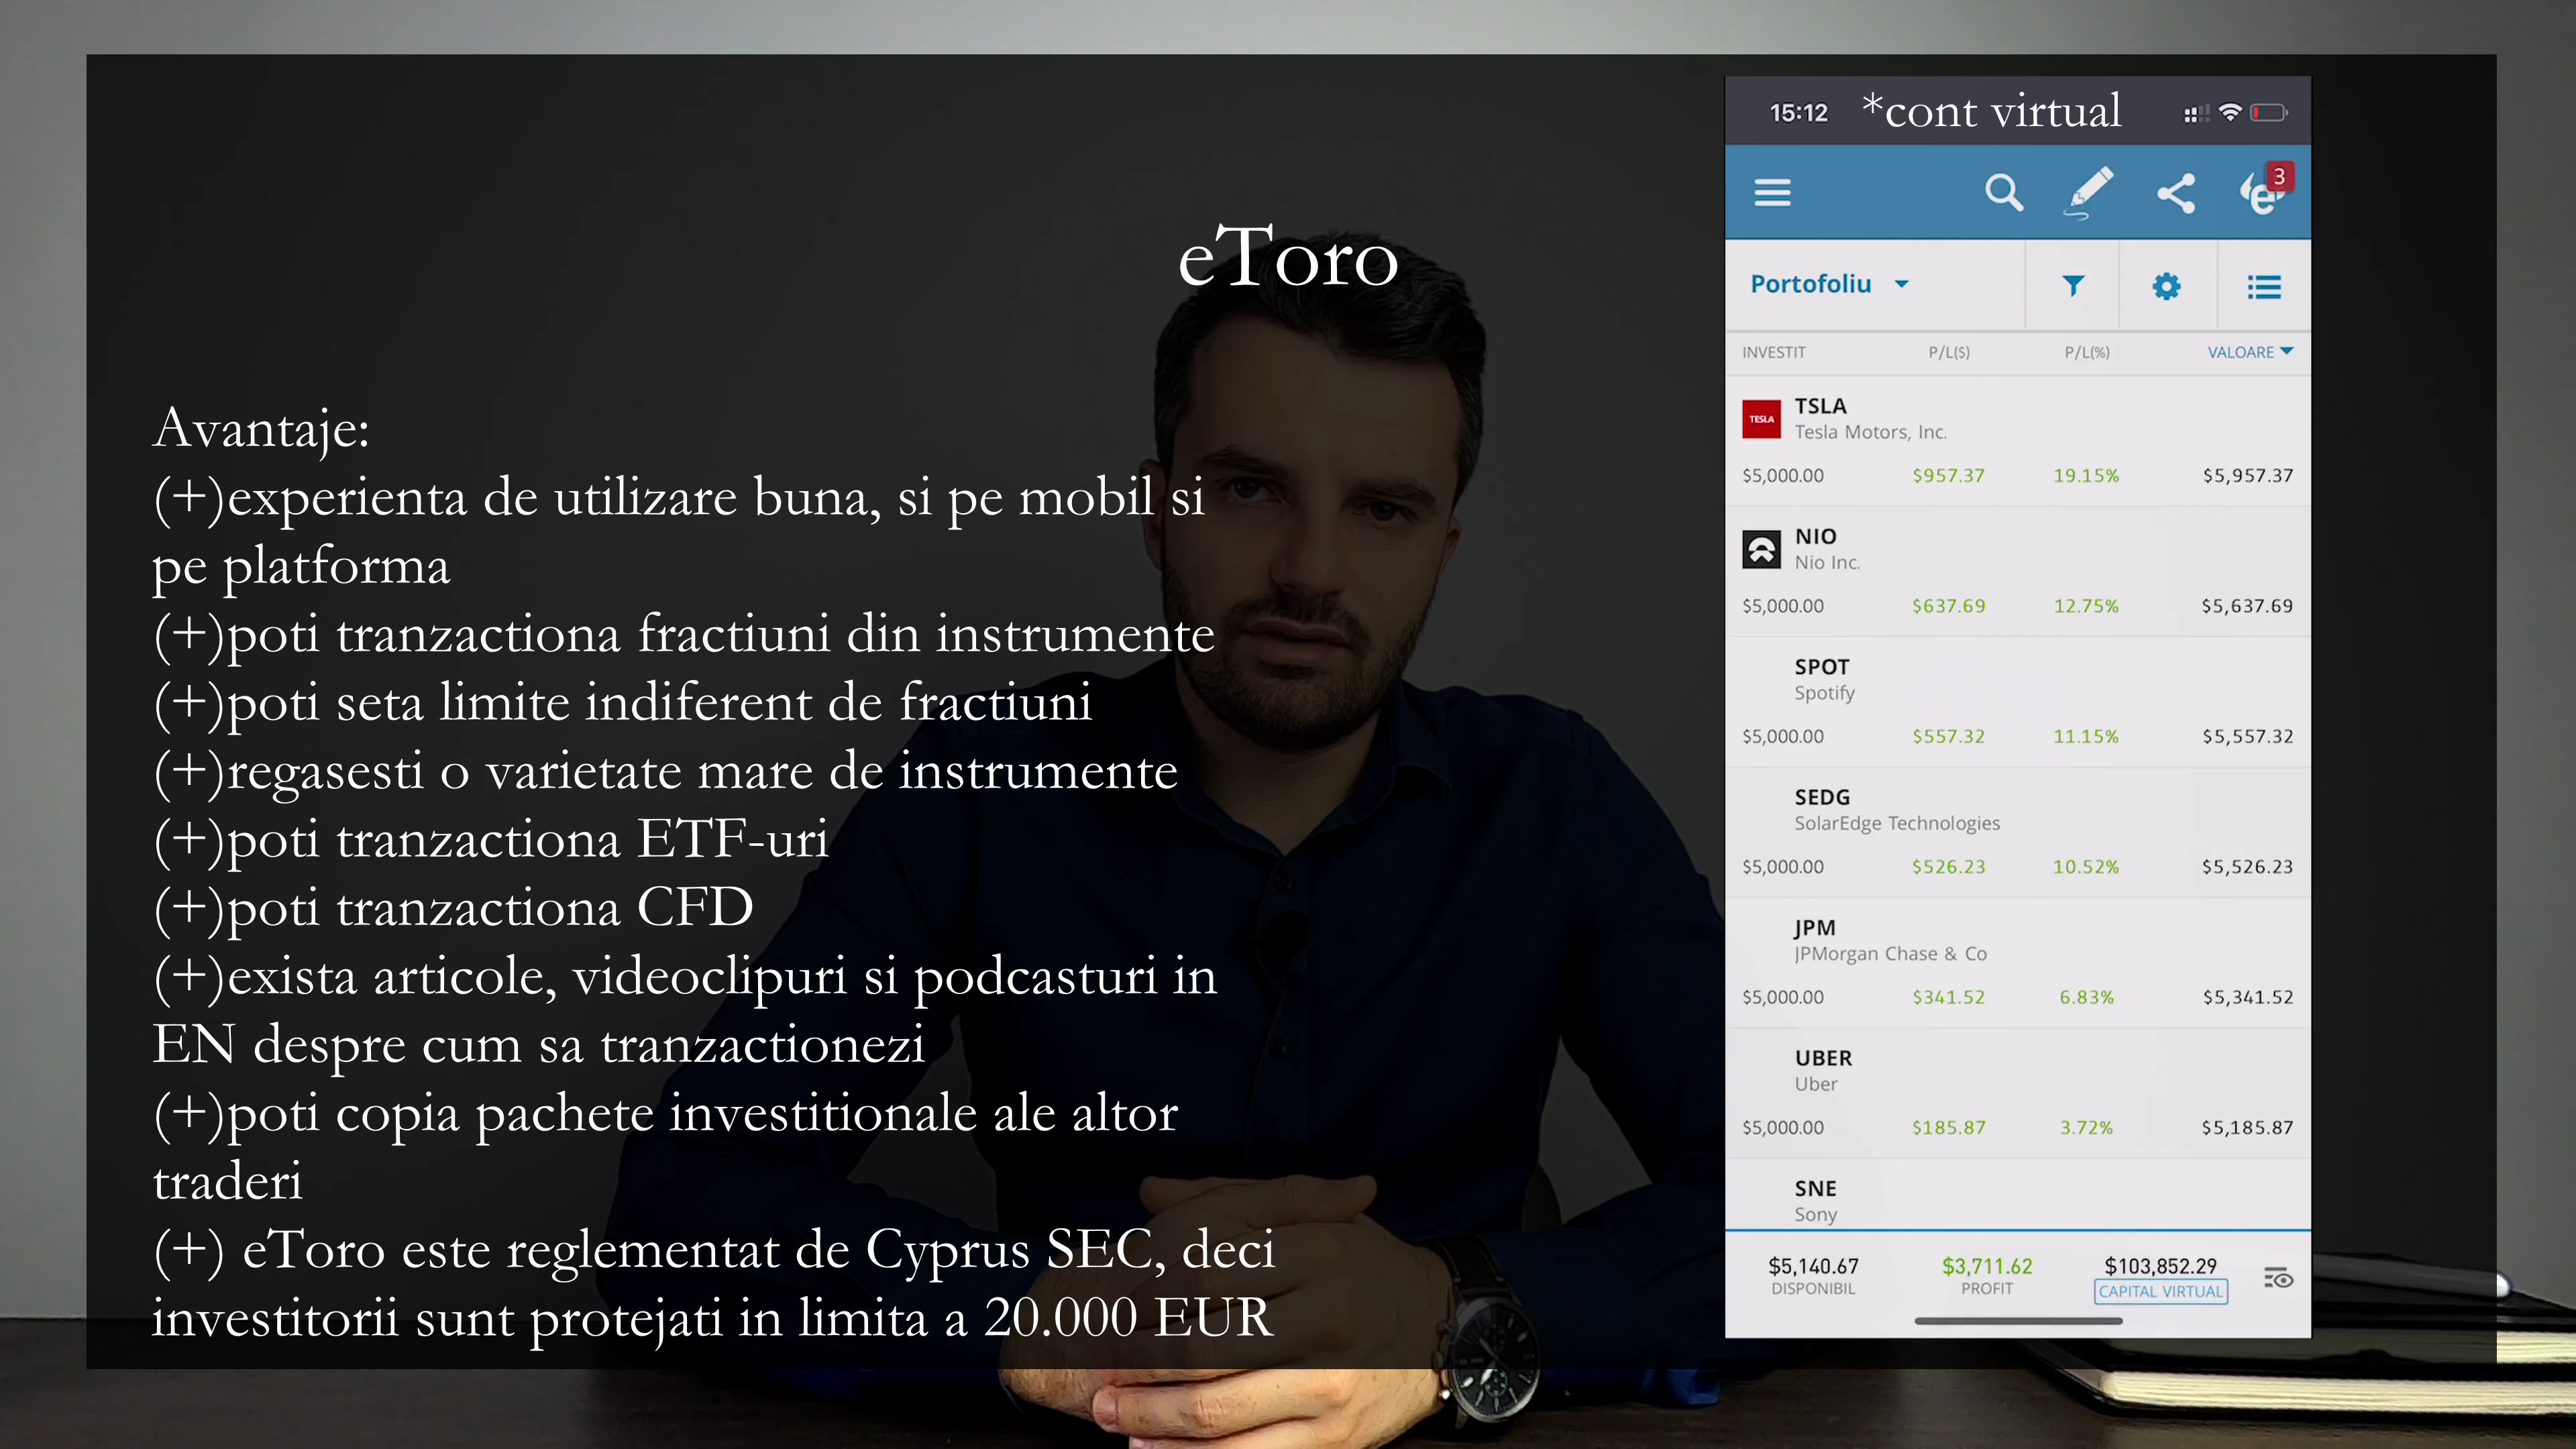 eToro
Avantaje:
(+)experienta de utilizare buna, si pe mobil si
pe platforma
(+)poti tranzactiona fractiuni din instrumente
(+)poti seta limite indiferent de fractiuni
(+)regasesti o varietate mare de instrumente
(+)poti tranzactiona ETF-uri
(+)poti tranzactiona CFD
(+)exista articole, videoclipuri si podcasturi in
EN despre cum sa tranzactionezi
(+)poti copia pachete investitionale ale altor
traderi
(+) eToro este reglementat de Cyprus SEC, deci
investitorii sunt protejati in limita a 20.000 EUR
15:12 *cont virtual
3
Portofoliu
INVESTIT P/L($) P/L(%) VALOARE
TESLA
TSLA
Tesla Motors, Inc.
$5,000.00 $957.37 19.15% $5,957.37
NIO
Nio Inc.
$5,000.00 $637.69 12.75% $5,637.69
SPOT
Spotify
$5,000.00 $557.32 11.15% $5,557.32
SEDG
SolarEdge Technologies
$5,000.00 $526.23 10.52% $5,526.23
JPM
JPMorgan Chase & Co
$5,000.00 $341.52 6.83% $5,341.52
UBER
Uber
$5,000.00 $185.87 3.72% $5,185.87
SNE
Sony
$5,140.67 $3,711.62 $103,852.29
DISPONIBIL PROFIT CAPITAL VIRTUAL